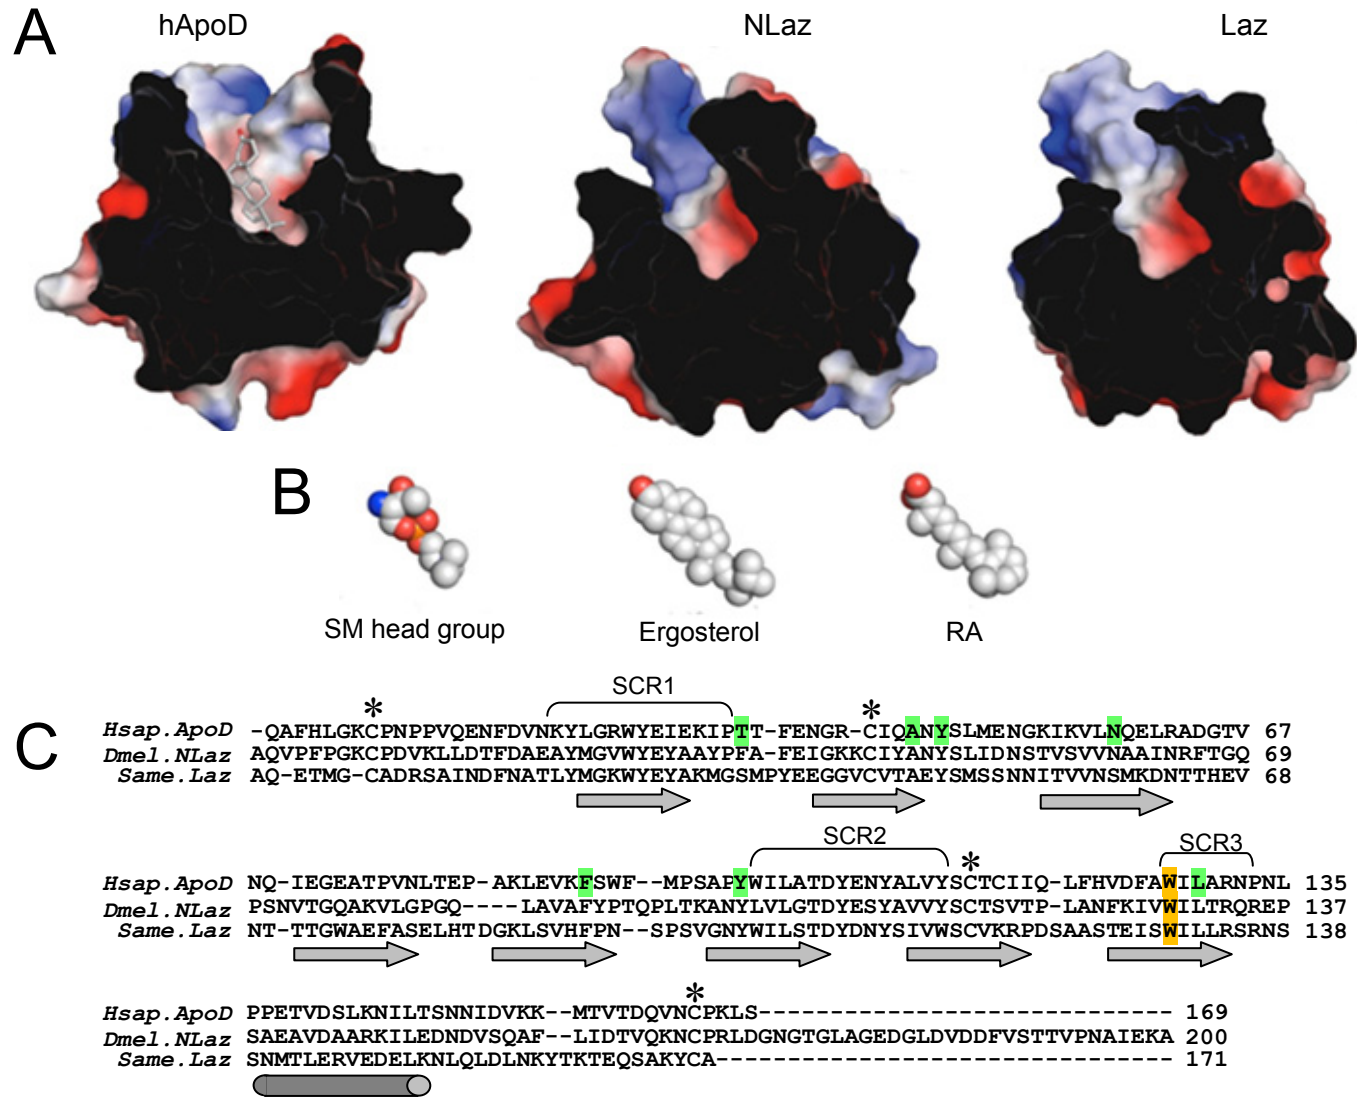 A
hApoD NLaz Laz
B
SM head group Ergosterol RA
C
SCR1
* *
Hsap.ApoD -QAFHLGKCPNPPVQENFDVNKYLGRWYEIEKIPTT-FENGR-CIQANYSLMENGKIKVLNQELRADGTV 67
Dmel.NLaz AQVPFPGKCPDVKLLDTFDAEAYMGVWYEYAAYPFA-FEIGKKCIYANYSLIDNSTVSVVNAAINRFTGQ 69
Same.Laz AQ-ETMG-CADRSAINDFNATLYMGKWYEYAKMGSMPYEEGGVCVTAEYSMSSNNITVVNSMKDNTTHEV 68
SCR2 SCR3
*
Hsap.ApoD NQ-IEGEATPVNLTEP-AKLEVKFSWF--MPSAPYWILATDYENYALVYSCTCIIQ-LFHVDFAWILARNPNL 135
Dmel.NLaz PSNVTGQAKVLGPGQ----LAVAFYPTQPLTKANYLVLGTDYESYAVVYSCTSVTP-LANFKIVWILTRQREP 137
Same.Laz NT-TTGWAEFASELHTDGKLSVHFPN--SPSVGNYWILSTDYDNYSIVWSCVKRPDSAASTEISWILLRSRNS 138
*
Hsap.ApoD PPETVDSLKNILTSNNIDVKK--MTVTDQVNCPKLS---------------------------- 169
Dmel.NLaz SAEAVDAARKILEDNDVSQAF--LIDTVQKNCPRLDGNGTGLAGEDGLDVDDFVSTTVPNAIEKA 200
Same.Laz SNMTLERVEDELKNLQLDLNKYTKTEQSAKYCA------------------------------- 171